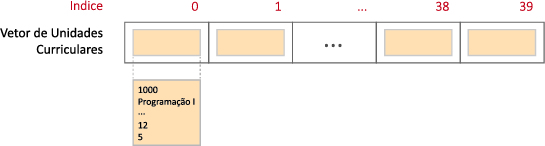 Indice 0 1 ... 38 39
Vetor de Unidades
Curriculares
...
1000
Programação I
...
12
5